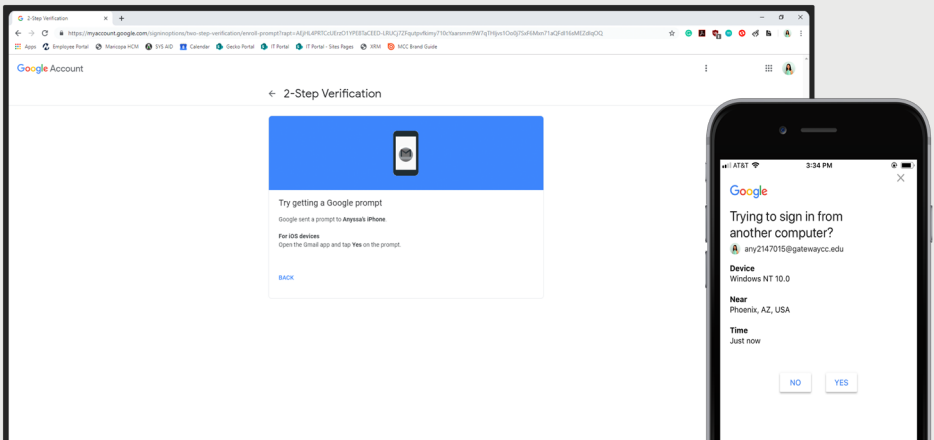 2-Step Verification
https://myaccount.google.com/signinoptions/two-step-verification/enroll-
Apps Employee Portal Maricopa HCM SYS AID Calendar Gecko Portal IT Portal IT Portal - Sites Pages XRM MCC Brand Guide
Google Account
← 2-Step Verification
Try getting a Google prompt
Google sent a prompt to Anyssa's iPhone.
For iOS devices
Open the Gmail app and tap Yes on the prompt.
BACK
AT&T 3:34 PM
Google
Trying to sign in from
another computer?
any2147015@gatewaycc.edu
Device
Windows NT 10.0
Near
Phoenix, AZ, USA
Time
Just now
NO YES